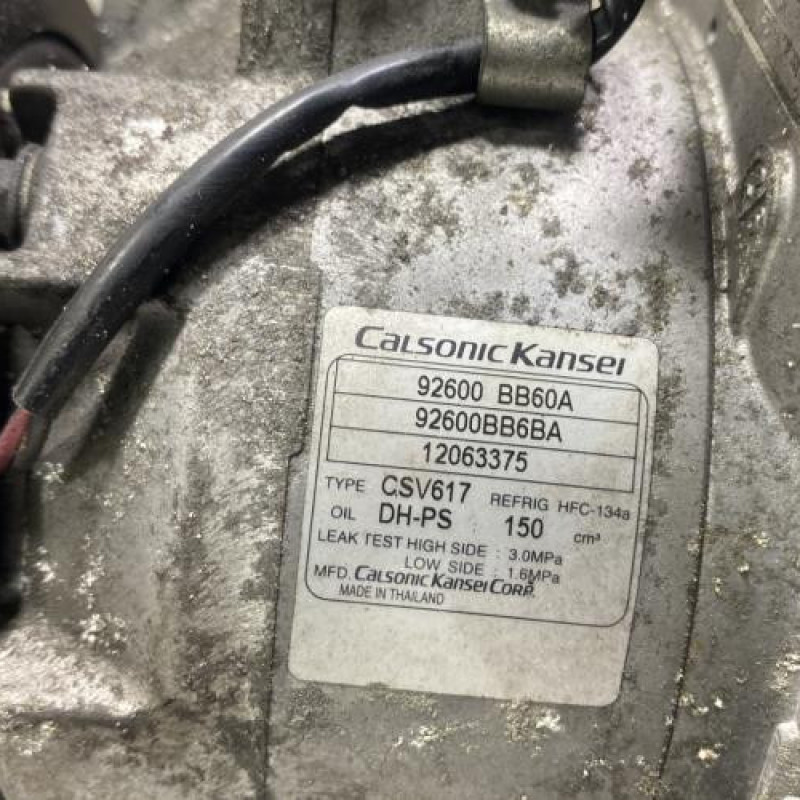 CALSONIC KANSEI
92600 BB60A
92600BB6BA
12063375
TYPE CSV617 REFRIG HFC-134a
OIL DH-PS 150 cm³
LEAK TEST HIGH SIDE : 3.0MPa
LOW SIDE : 1.6MPa
MFD. CALSONIC KANSEI CORP.
MADE IN THAILAND